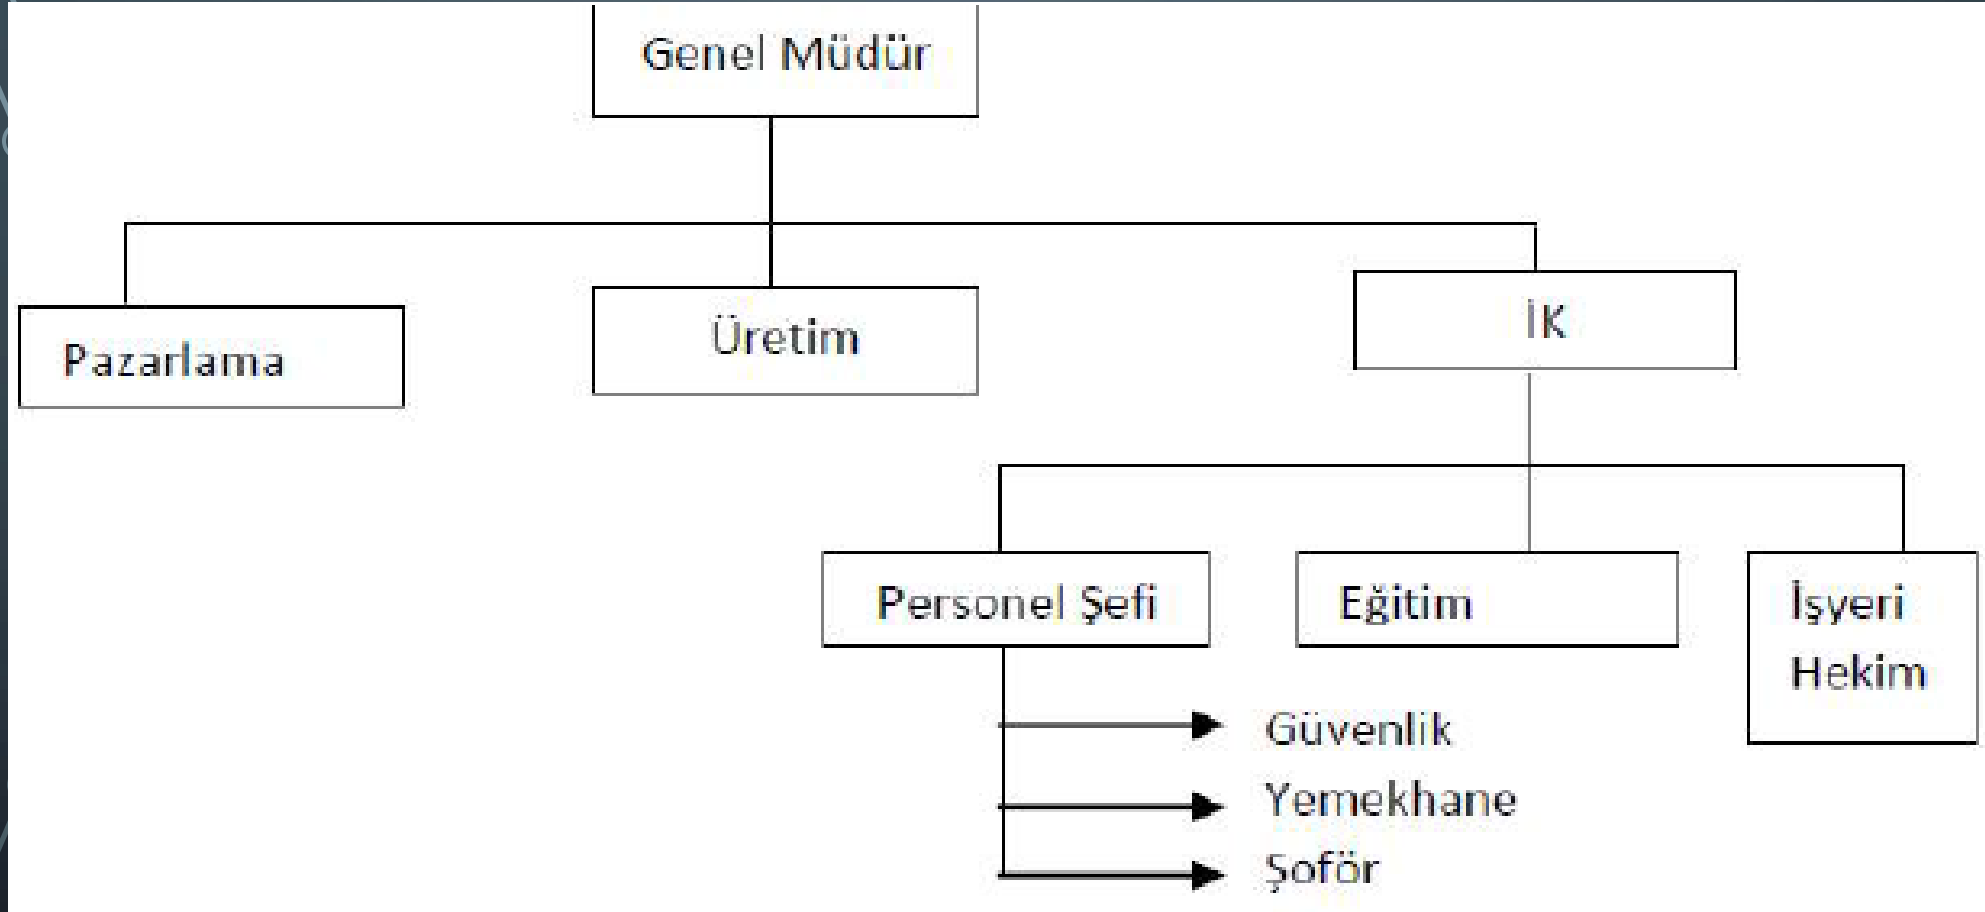 Genel Müdür
Pazarlama
Üretim
İK
Personel Şefi
Eğitim
İşyeri
Hekim
Güvenlik
Yemekhane
Şoför